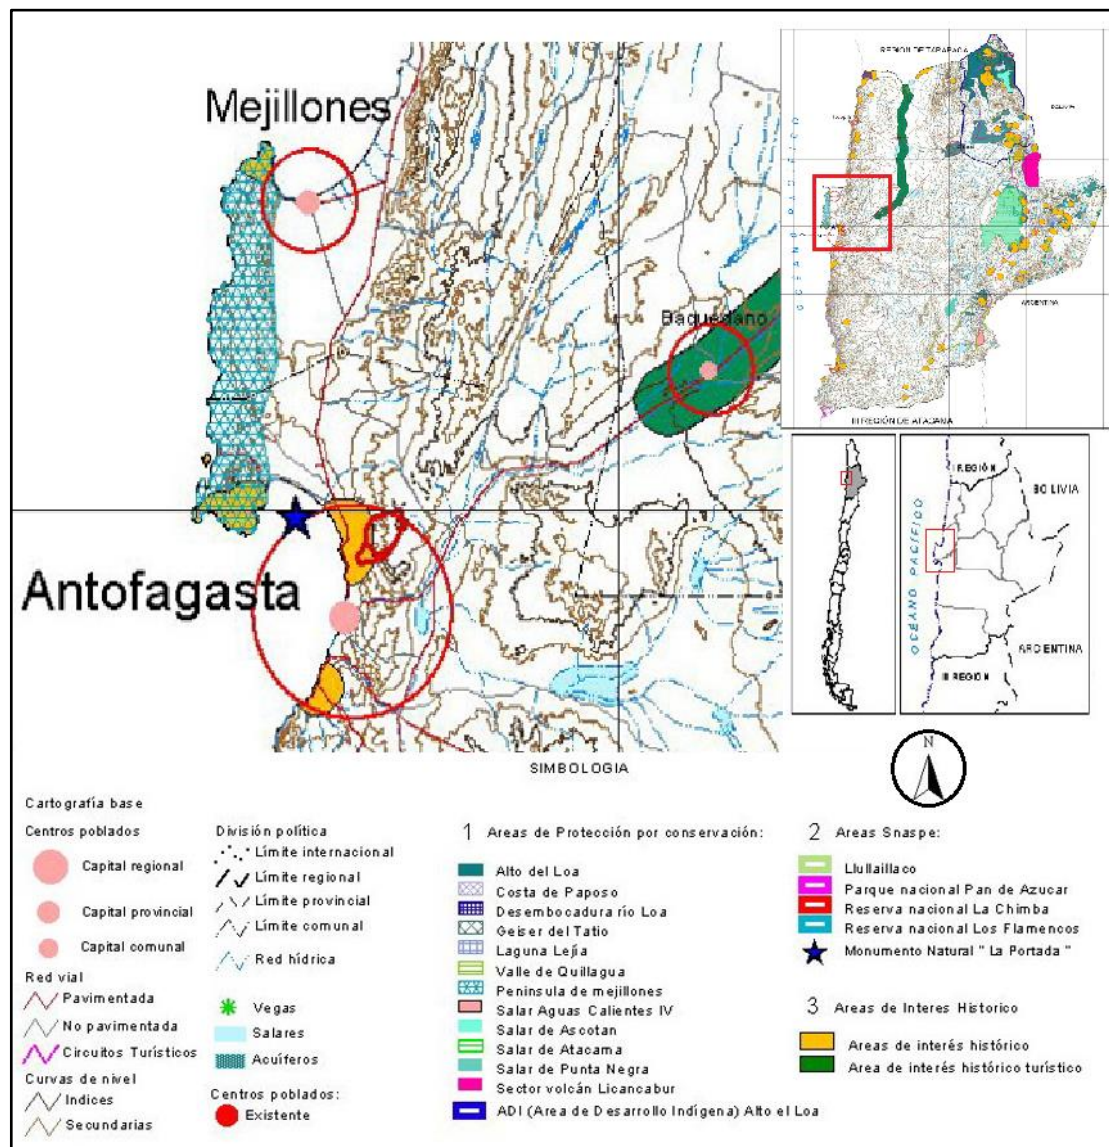 Mejillones
Baquedano
Antofagasta
REGION DE TARAPACA
BOLIVIA
OCEANO PACIFICO
ARGENTINA
III REGIÓN DE ATACAMA
I REGIÓN
BOLIVIA
OCÉANO PACÍFICO
ARGENTINA
III REGIÓN
N
SIMBOLOGIA
Cartografía base
Centros poblados
Capital regional
Capital provincial
Capital comunal
Red vial
Pavimentada
No pavimentada
Circuitos Turísticos
Curvas de nivel
Indices
Secundarias
División política
Límite internacional
Límite regional
Límite provincial
Límite comunal
Red hídrica
Vegas
Salares
Acuíferos
Centros poblados:
Existente
1 Areas de Protección por conservación:
Alto del Loa
Costa de Paposo
Desembocadura río Loa
Geiser del Tatio
Laguna Lejía
Valle de Quillagua
Peninsula de mejillones
Salar Aguas Calientes IV
Salar de Ascotan
Salar de Atacama
Salar de Punta Negra
Sector volcán Licancabur
ADI (Area de Desarrollo Indígena) Alto el Loa
2 Areas Snaspe:
Llullaillaco
Parque nacional Pan de Azucar
Reserva nacional La Chimba
Reserva nacional Los Flamencos
Monumento Natural " La Portada "
3 Areas de Interes Historico
Areas de interés histórico
Area de interés histórico turístico